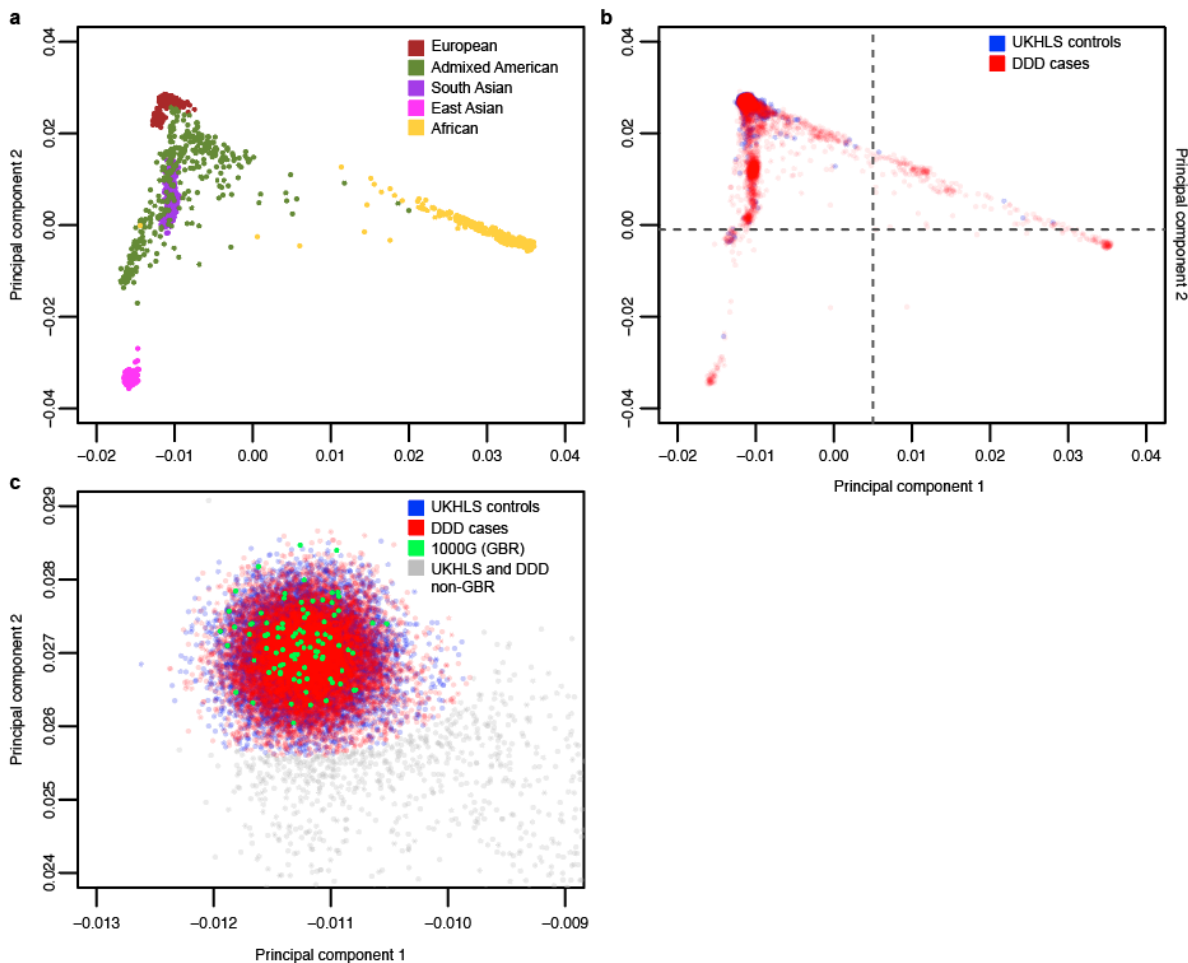 a
European
Admixed American
South Asian
East Asian
African
Principal component 2
0.04
0.02
0.00
−0.02
−0.04
−0.02
−0.01
0.00
0.01
0.02
0.03
0.04
b
UKHLS controls
DDD cases
Principal component 2
0.04
0.02
0.00
−0.02
−0.04
−0.02
−0.01
0.00
0.01
0.02
0.03
0.04
Principal component 1
c
UKHLS controls
DDD cases
1000G (GBR)
UKHLS and DDD
non-GBR
Principal component 2
0.029
0.028
0.027
0.026
0.025
0.024
−0.013
−0.012
−0.011
−0.010
−0.009
Principal component 1